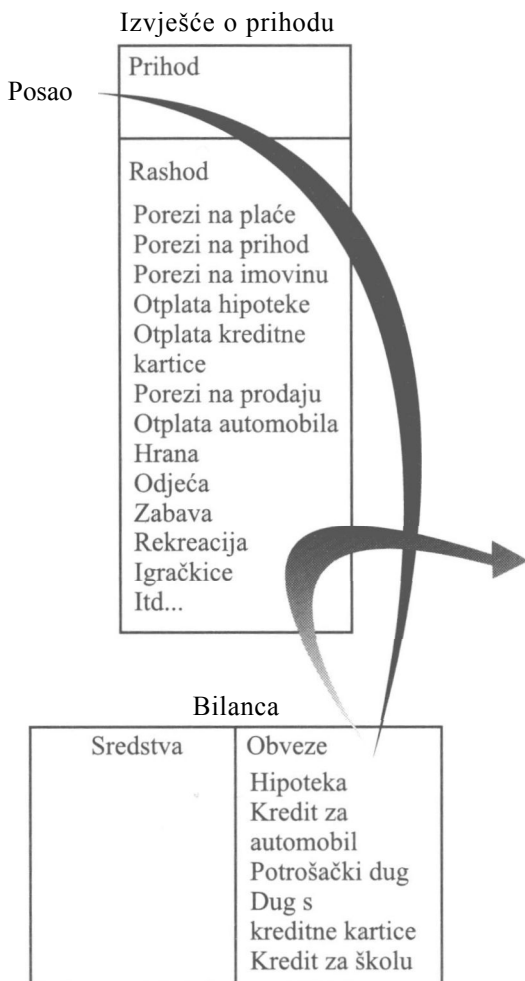 Izvješće o prihodu
Prihod
Posao
Rashod
Porezi na plaće
Porezi na prihod
Porezi na imovinu
Otplata hipoteke
Otplata kreditne
kartice
Porezi na prodaju
Otplata automobila
Hrana
Odjeća
Zabava
Rekreacija
Igračkice
Itd...
Bilanca
Sredstva
Obveze
Hipoteka
Kredit za
automobil
Potrošački dug
Dug s
kreditne kartice
Kredit za školu